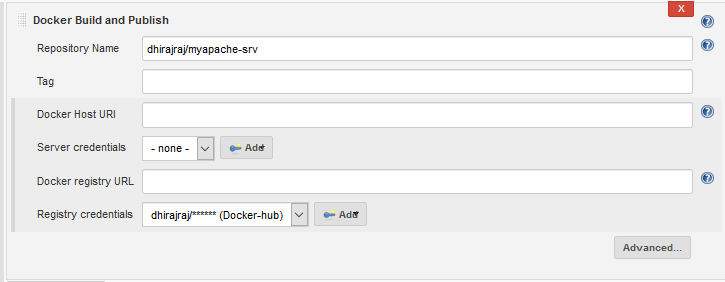 X
Docker Build and Publish
Repository Name dhirajraj/myapache-srv
Tag
Docker Host URI
Server credentials - none - Add
Docker registry URL
Registry credentials dhirajraj/****** (Docker-hub) Add
Advanced...